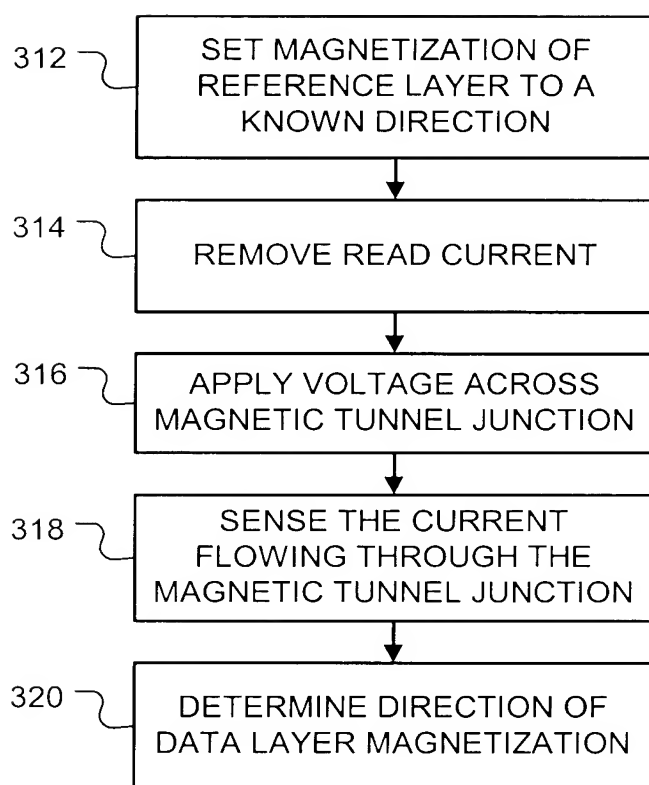 312
SET MAGNETIZATION OF
REFERENCE LAYER TO A
KNOWN DIRECTION
314
REMOVE READ CURRENT
316
APPLY VOLTAGE ACROSS
MAGNETIC TUNNEL JUNCTION
318
SENSE THE CURRENT
FLOWING THROUGH THE
MAGNETIC TUNNEL JUNCTION
320
DETERMINE DIRECTION OF
DATA LAYER MAGNETIZATION